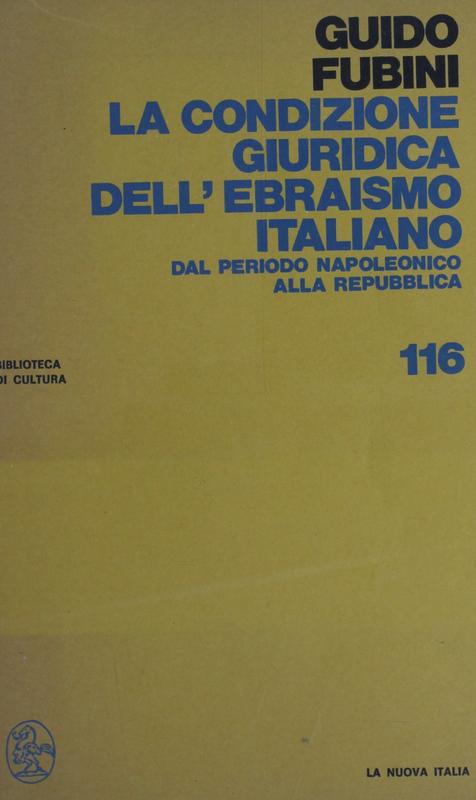 GUIDO
FUBINI
LA CONDIZIONE
GIURIDICA
DELL' EBRAISMO
ITALIANO
DAL PERIODO NAPOLEONICO
ALLA REPUBBLICA
116
BIBLIOTECA
DI CULTURA
LA NUOVA ITALIA